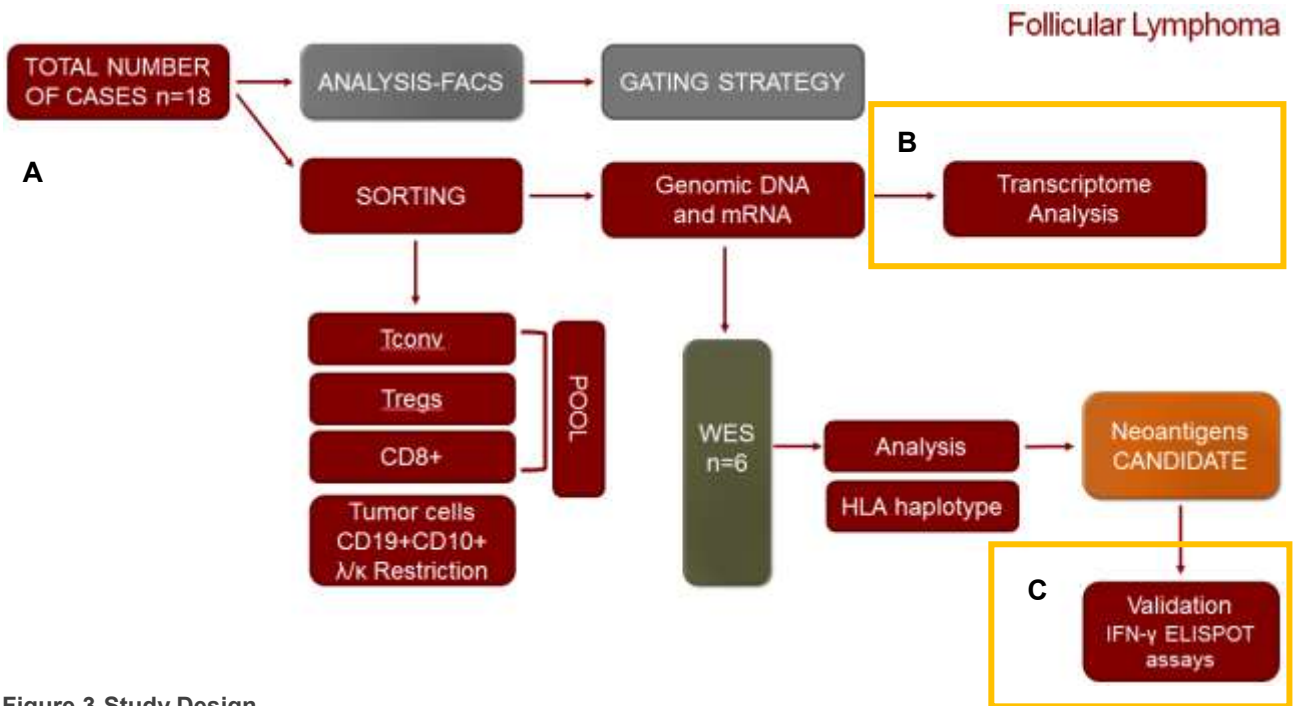 Follicular Lymphoma
TOTAL NUMBER
OF CASES n=18
ANALYSIS-FACS
GATING STRATEGY
A
B
SORTING
Genomic DNA
and mRNA
Transcriptome
Analysis
Tconv
Tregs
CD8+
POOL
Tumor cells
CD19+CD10+
λ/κ Restriction
WES
n=6
Analysis
HLA haplotype
Neoantigens
CANDIDATE
C
Validation
IFN-γ ELISPOT
assays
Figure 3 Study Design